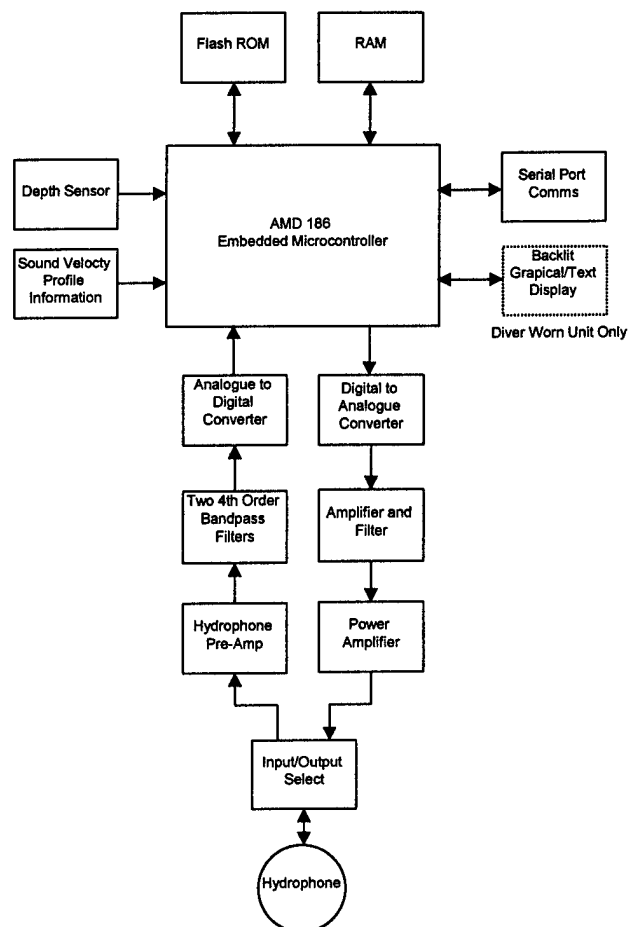 Flash ROM
RAM
Depth Sensor
AMD 186
Embedded Microcontroller
Serial Port
Comms
Sound Velocty
Profile
Information
Backlit
Grapical/Text
Display
Diver Worn Unit Only
Analogue to
Digital
Converter
Digital to
Analogue
Converter
Two 4th Order
Bandpass
Filters
Amplifier and
Filter
Hydrophone
Pre-Amp
Power
Amplifier
Input/Output
Select
Hydrophone